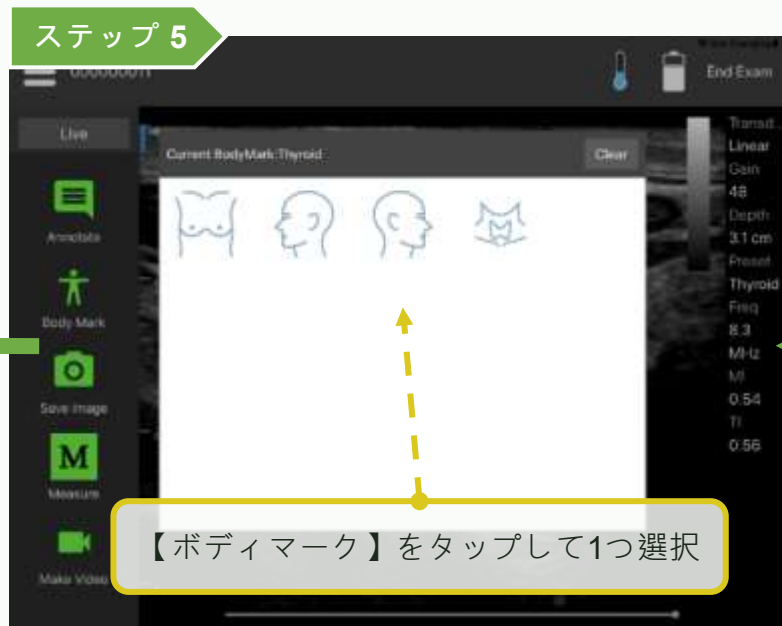 ステップ 5
End Exam
Live
Current BodyMark:Thyroid
Clear
Annotate
Body Mark
Save Image
M
Measure
Make Video
Linear
Gain
48
Depth
3.1 cm
Preset
Thyroid
Freq
8.3
MHz
MI
0.54
TI
0.56
【ボディマーク】をタップして1つ選択